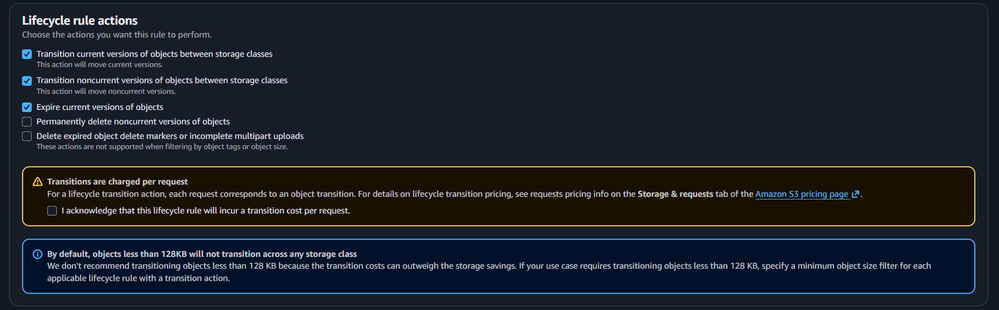 Lifecycle rule actions
Choose the actions you want this rule to perform.
Transition current versions of objects between storage classes
This action will move current versions.
Transition noncurrent versions of objects between storage classes
This action will move noncurrent versions.
Expire current versions of objects
Permanently delete noncurrent versions of objects
Delete expired object delete markers or incomplete multipart uploads
These actions are not supported when filtering by object tags or object size.
Transitions are charged per request
For a lifecycle transition action, each request corresponds to an object transition. For details on lifecycle transition pricing, see requests pricing info on the Storage & requests tab of the Amazon S3 pricing page.
I acknowledge that this lifecycle rule will incur a transition cost per request.
By default, objects less than 128KB will not transition across any storage class
We don't recommend transitioning objects less than 128 KB because the transition costs can outweigh the storage savings. If your use case requires transitioning objects less than 128 KB, specify a minimum object size filter for each
applicable lifecycle rule with a transition action.